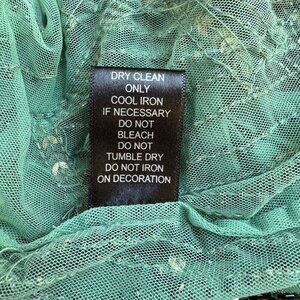 DRY CLEAN
ONLY
COOL IRON
IF NECESSARY
DO NOT
BLEACH
DO NOT
TUMBLE DRY
DO NOT IRON
ON DECORATION